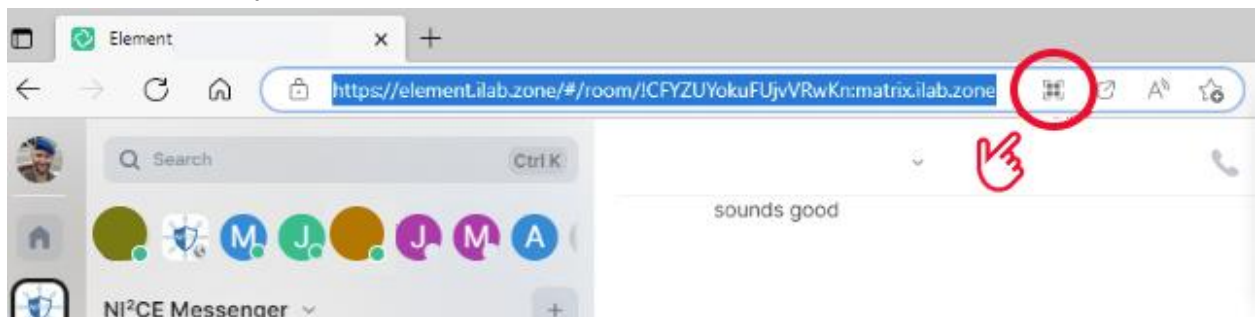 Element
https://element.ilab.zone/#/room/!CFYZUYokuFUjvVRwKn:matrix.ilab.zone
A
Search
Ctrl K
sounds good
M J J M A
NI²CE Messenger